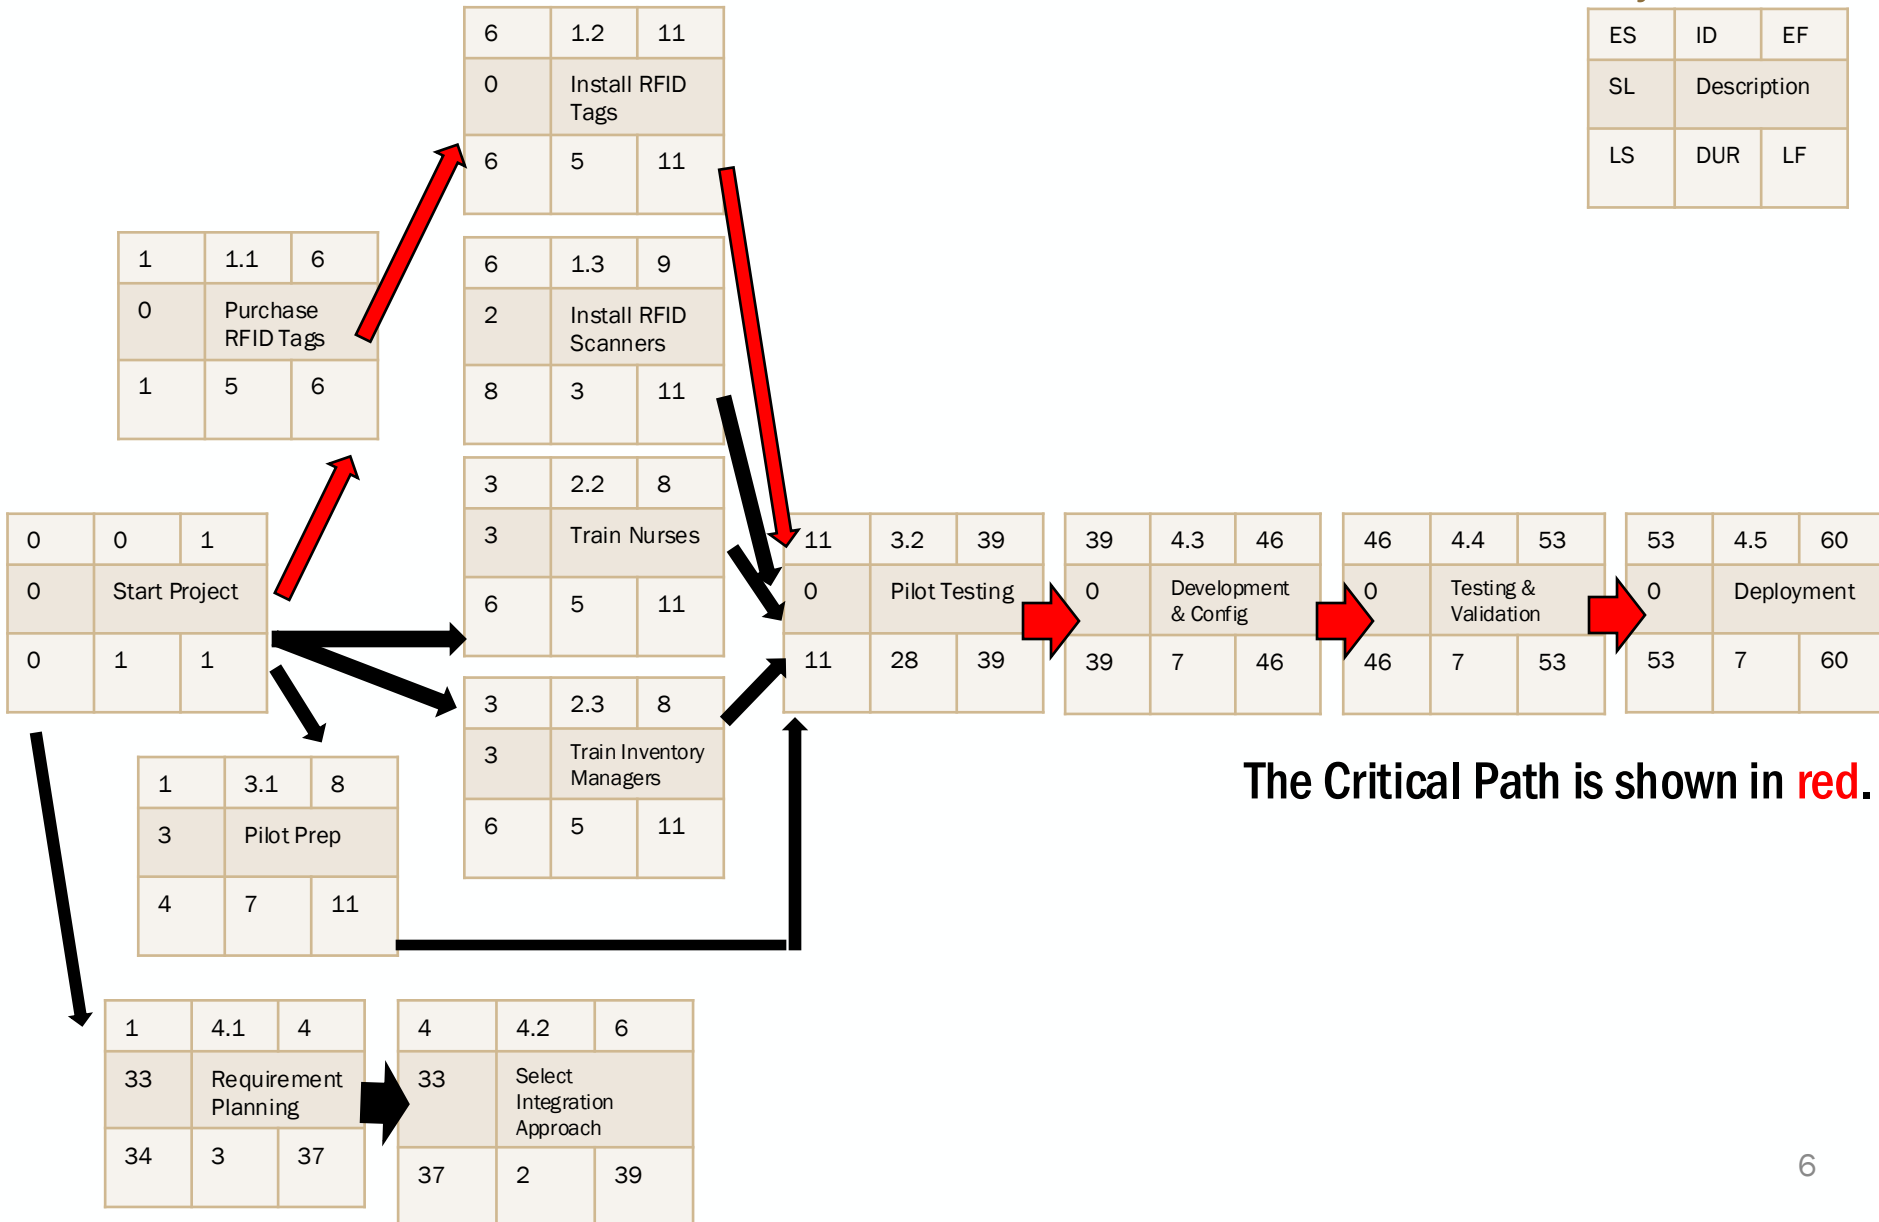 ES ID EF
SL Description
LS DUR LF
6 1.2 11
0 Install RFID
Tags
6 5 11
1 1.1 6
0 Purchase
RFID Tags
1 5 6
6 1.3 9
2 Install RFID
Scanners
8 3 11
3 2.2 8
3 Train Nurses
6 5 11
0 0 1
0 Start Project
0 1 1
11 3.2 39
0 Pilot Testing
11 28 39
39 4.3 46
0 Development
& Config
39 7 46
46 4.4 53
0 Testing &
Validation
46 7 53
53 4.5 60
0 Deployment
53 7 60
3 2.3 8
3 Train Inventory
Managers
6 5 11
The Critical Path is shown in red.
1 3.1 8
3 Pilot Prep
4 7 11
1 4.1 4
33 Requirement
Planning
34 3 37
4 4.2 6
33 Select
Integration
Approach
37 2 39
6